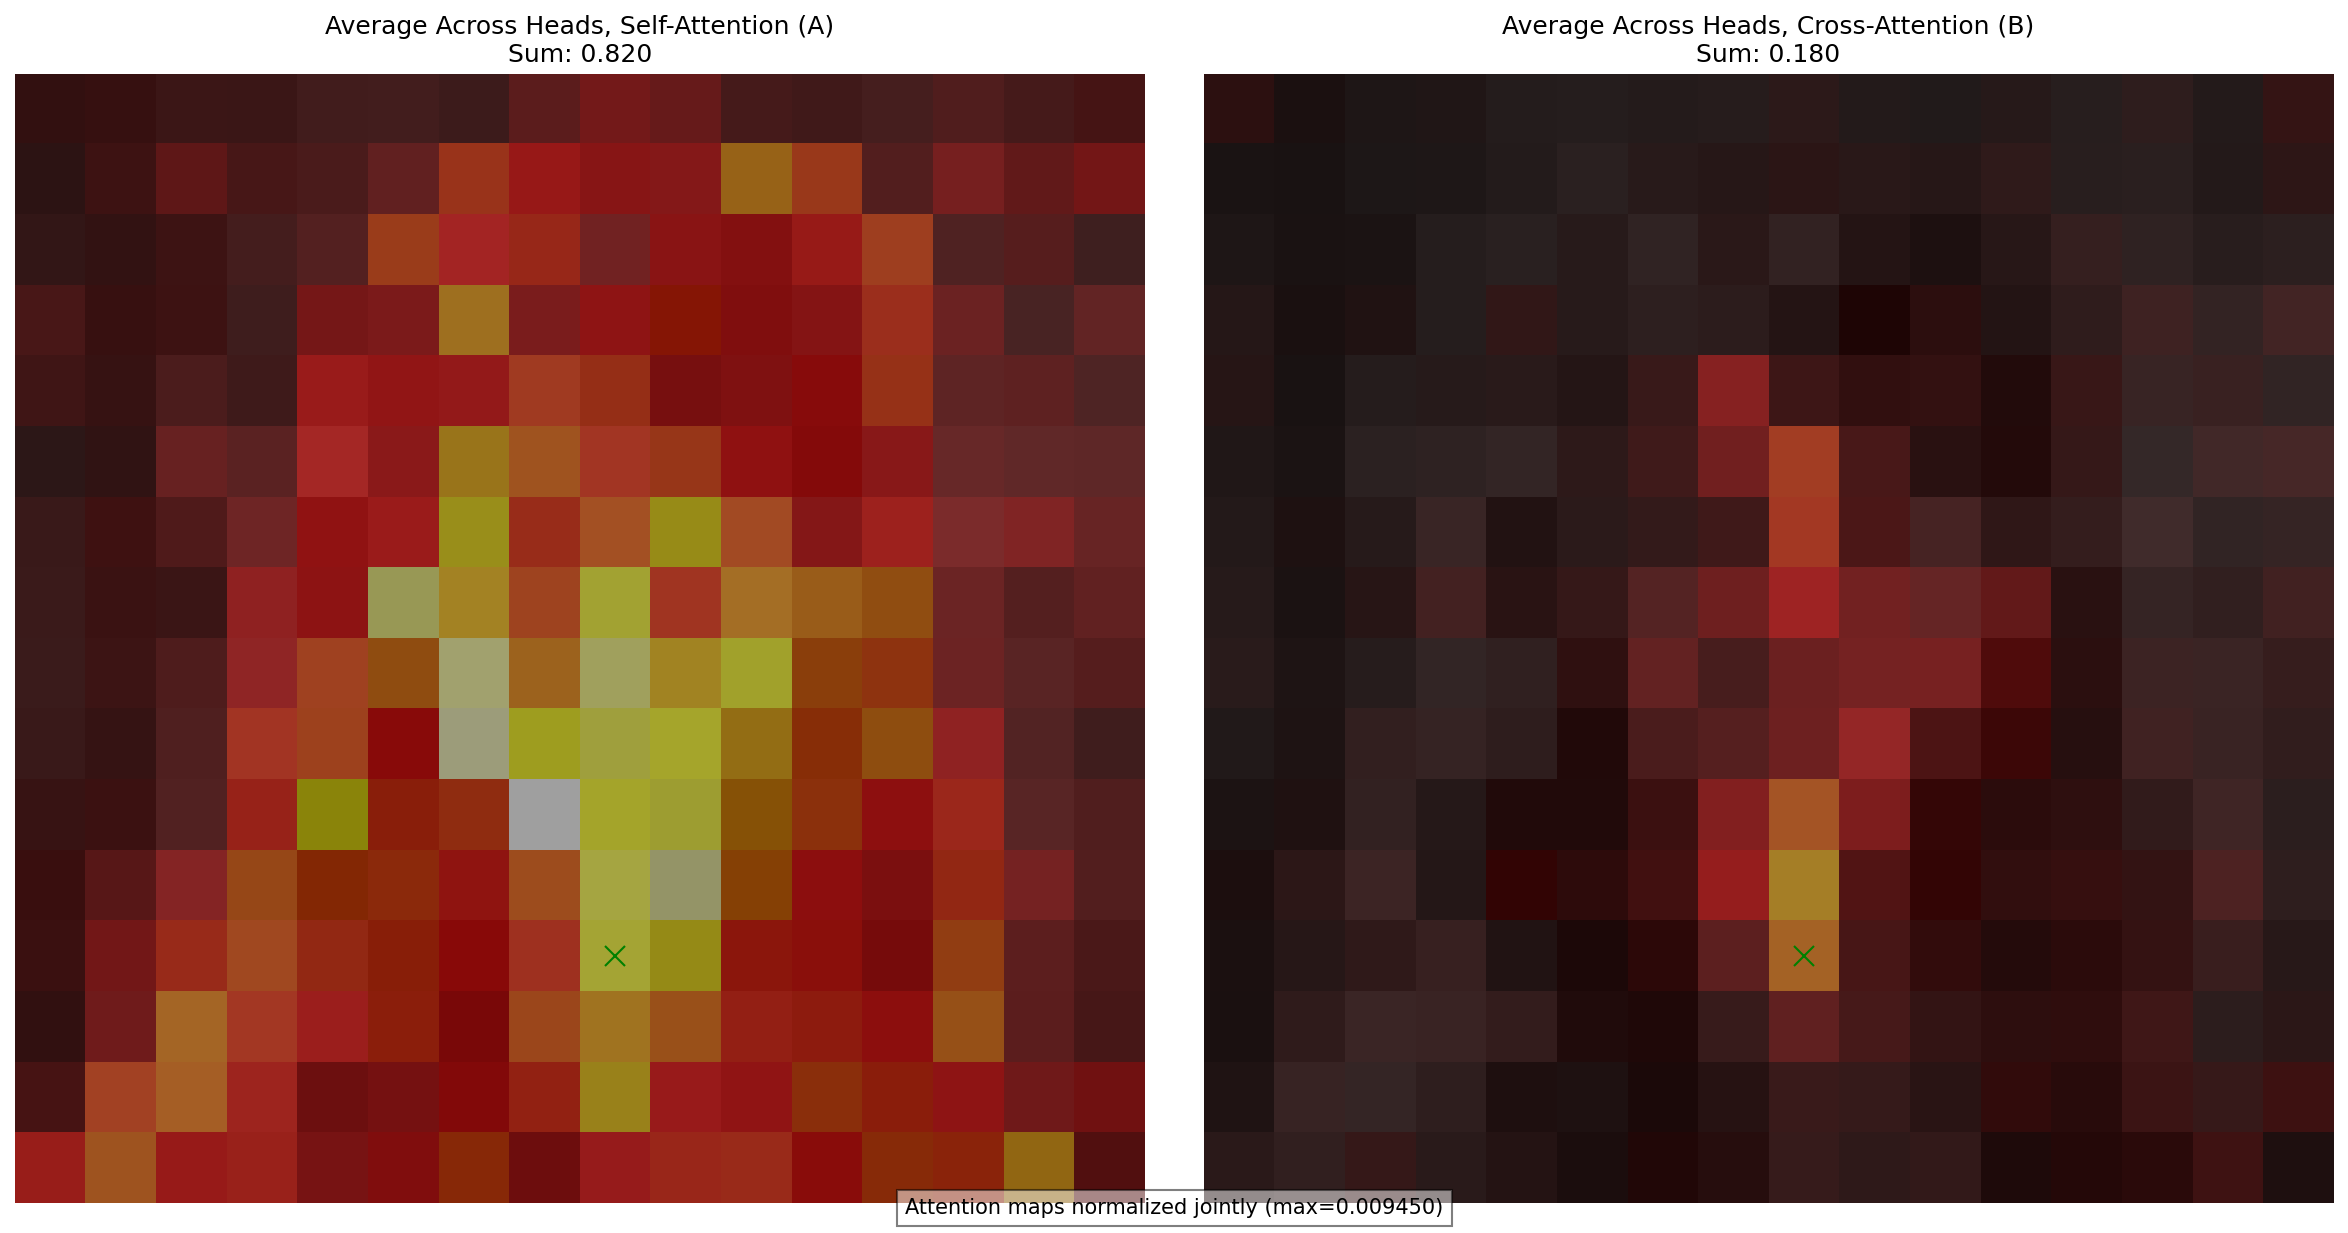 Average Across Heads, Self-Attention (A)
Sum: 0.820
Average Across Heads, Cross-Attention (B)
Sum: 0.180
Attention maps normalized jointly (max=0.009450)